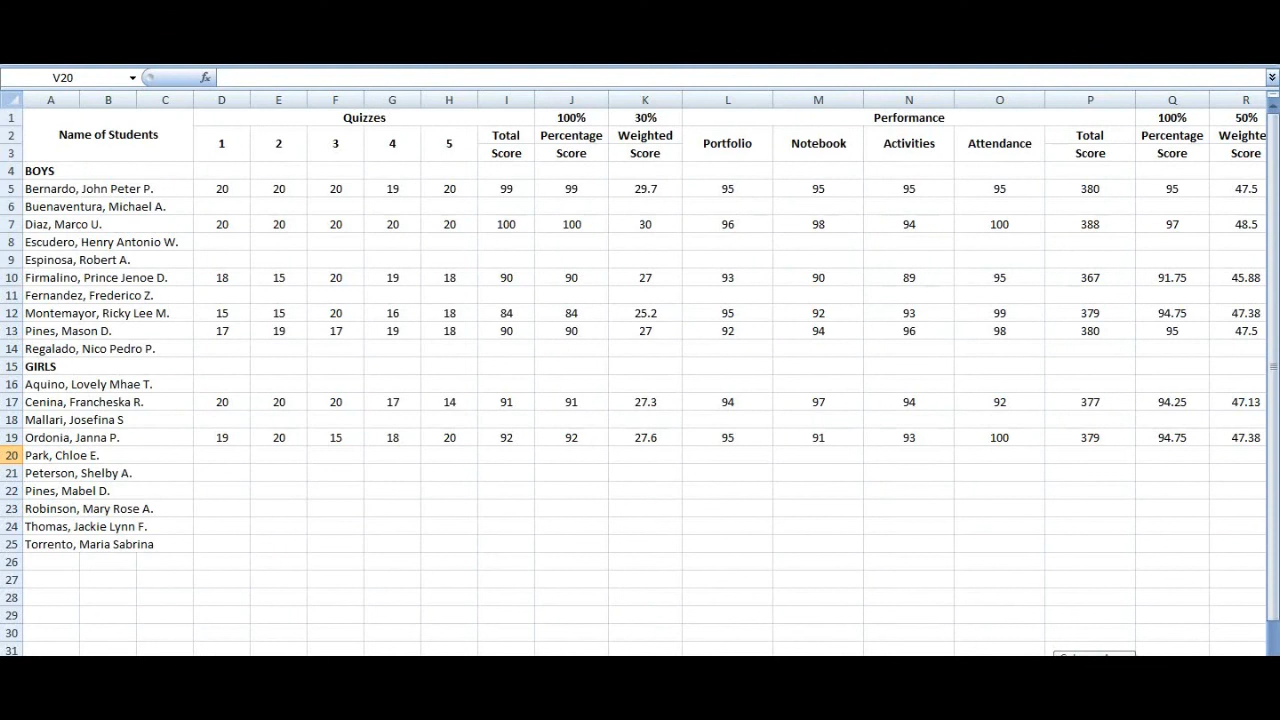 V20 fx
A B C D E F G H I K L M N O P Q R
1 Quizzes 100% 30% Performance 100% 50%
2 Name of Students 1 2 3 4 5 Total Percentage Weighted Portfolio Notebook Activities Attendance Total Percentage Weighte
3 Score Score Score Score Score Score
4 BOYS
5 Bernardo, John Peter P. 20 20 20 19 20 99 99 29.7 95 95 95 95 380 95 47.5
6 Buenaventura, Michael A.
7 Diaz, Marco U. 20 20 20 20 20 100 100 30 96 98 94 100 388 97 48.5
8 Escudero, Henry Antonio W.
9 Espinosa, Robert A.
10 Firmalino, Prince Jenoe D. 18 15 20 19 18 90 90 27 93 90 89 95 367 91.75 45.88
11 Fernandez, Frederico Z.
12 Montemayor, Ricky Lee M. 15 15 20 16 18 84 84 25.2 95 92 93 99 379 94.75 47.38
13 Pines, Mason D. 17 19 17 19 18 90 90 27 92 94 96 98 380 95 47.5
14 Regalado, Nico Pedro P.
15 GIRLS
16 Aquino, Lovely Mhae T.
17 Cenina, Francheska R. 20 20 20 17 14 91 91 27.3 94 97 94 92 377 94.25 47.13
18 Mallari, Josefina S
19 Ordonia, Janna P. 19 20 15 18 20 92 92 27.6 95 91 93 100 379 94.75 47.38
20 Park, Chloe E.
21 Peterson, Shelby A.
22 Pines, Mabel D.
23 Robinson, Mary Rose A.
24 Thomas, Jackie Lynn F.
25 Torrento, Maria Sabrina
26
27
28
29
30
31